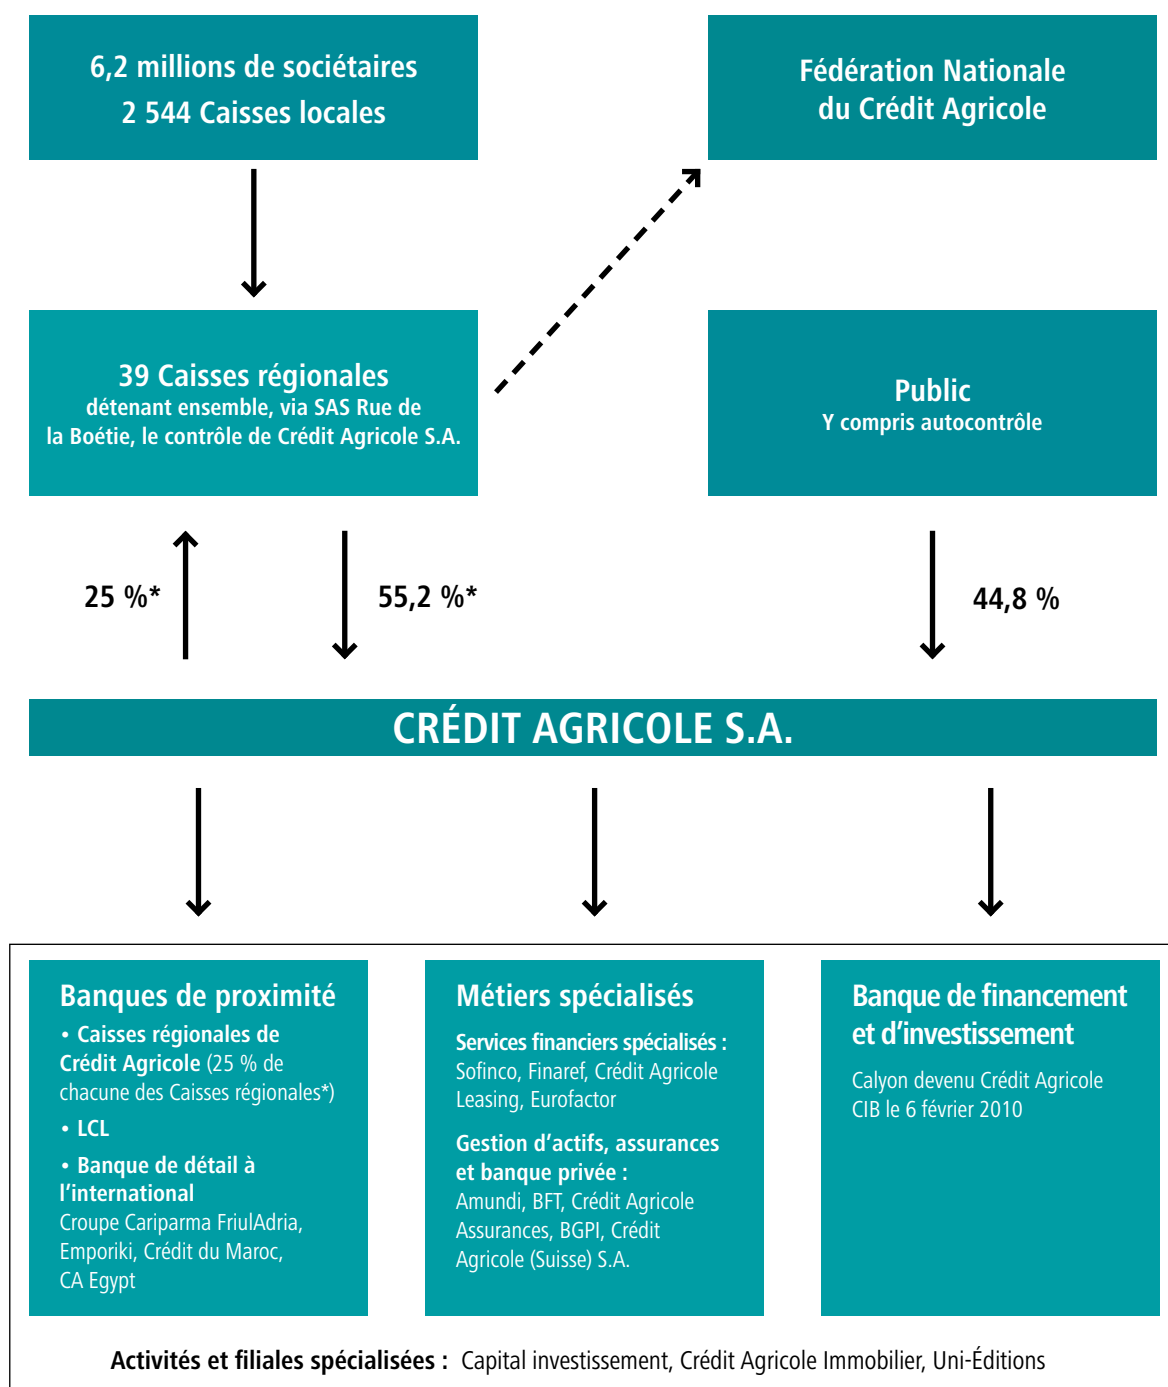 6,2 millions de sociétaires
2 544 Caisses locales
Fédération Nationale
du Crédit Agricole
39 Caisses régionales
détenant ensemble, via SAS Rue de
la Boétie, le contrôle de Crédit Agricole S.A.
Public
Y compris autocontrôle
25 %*
55,2 %*
44,8 %
CRÉDIT AGRICOLE S.A.
Banques de proximité
• Caisses régionales de
Crédit Agricole (25 % de
chacune des Caisses régionales*)
• LCL
• Banque de détail à
l’international
Croupe Cariparma FriulAdria,
Emporiki, Crédit du Maroc,
CA Egypt
Métiers spécialisés
Services financiers spécialisés :
Sofinco, Finaref, Crédit Agricole
Leasing, Eurofactor
Gestion d’actifs, assurances
et banque privée :
Amundi, BFT, Crédit Agricole
Assurances, BGPI, Crédit
Agricole (Suisse) S.A.
Banque de financement
et d’investissement
Calyon devenu Crédit Agricole
CIB le 6 février 2010
Activités et filiales spécialisées : Capital investissement, Crédit Agricole Immobilier, Uni-Éditions